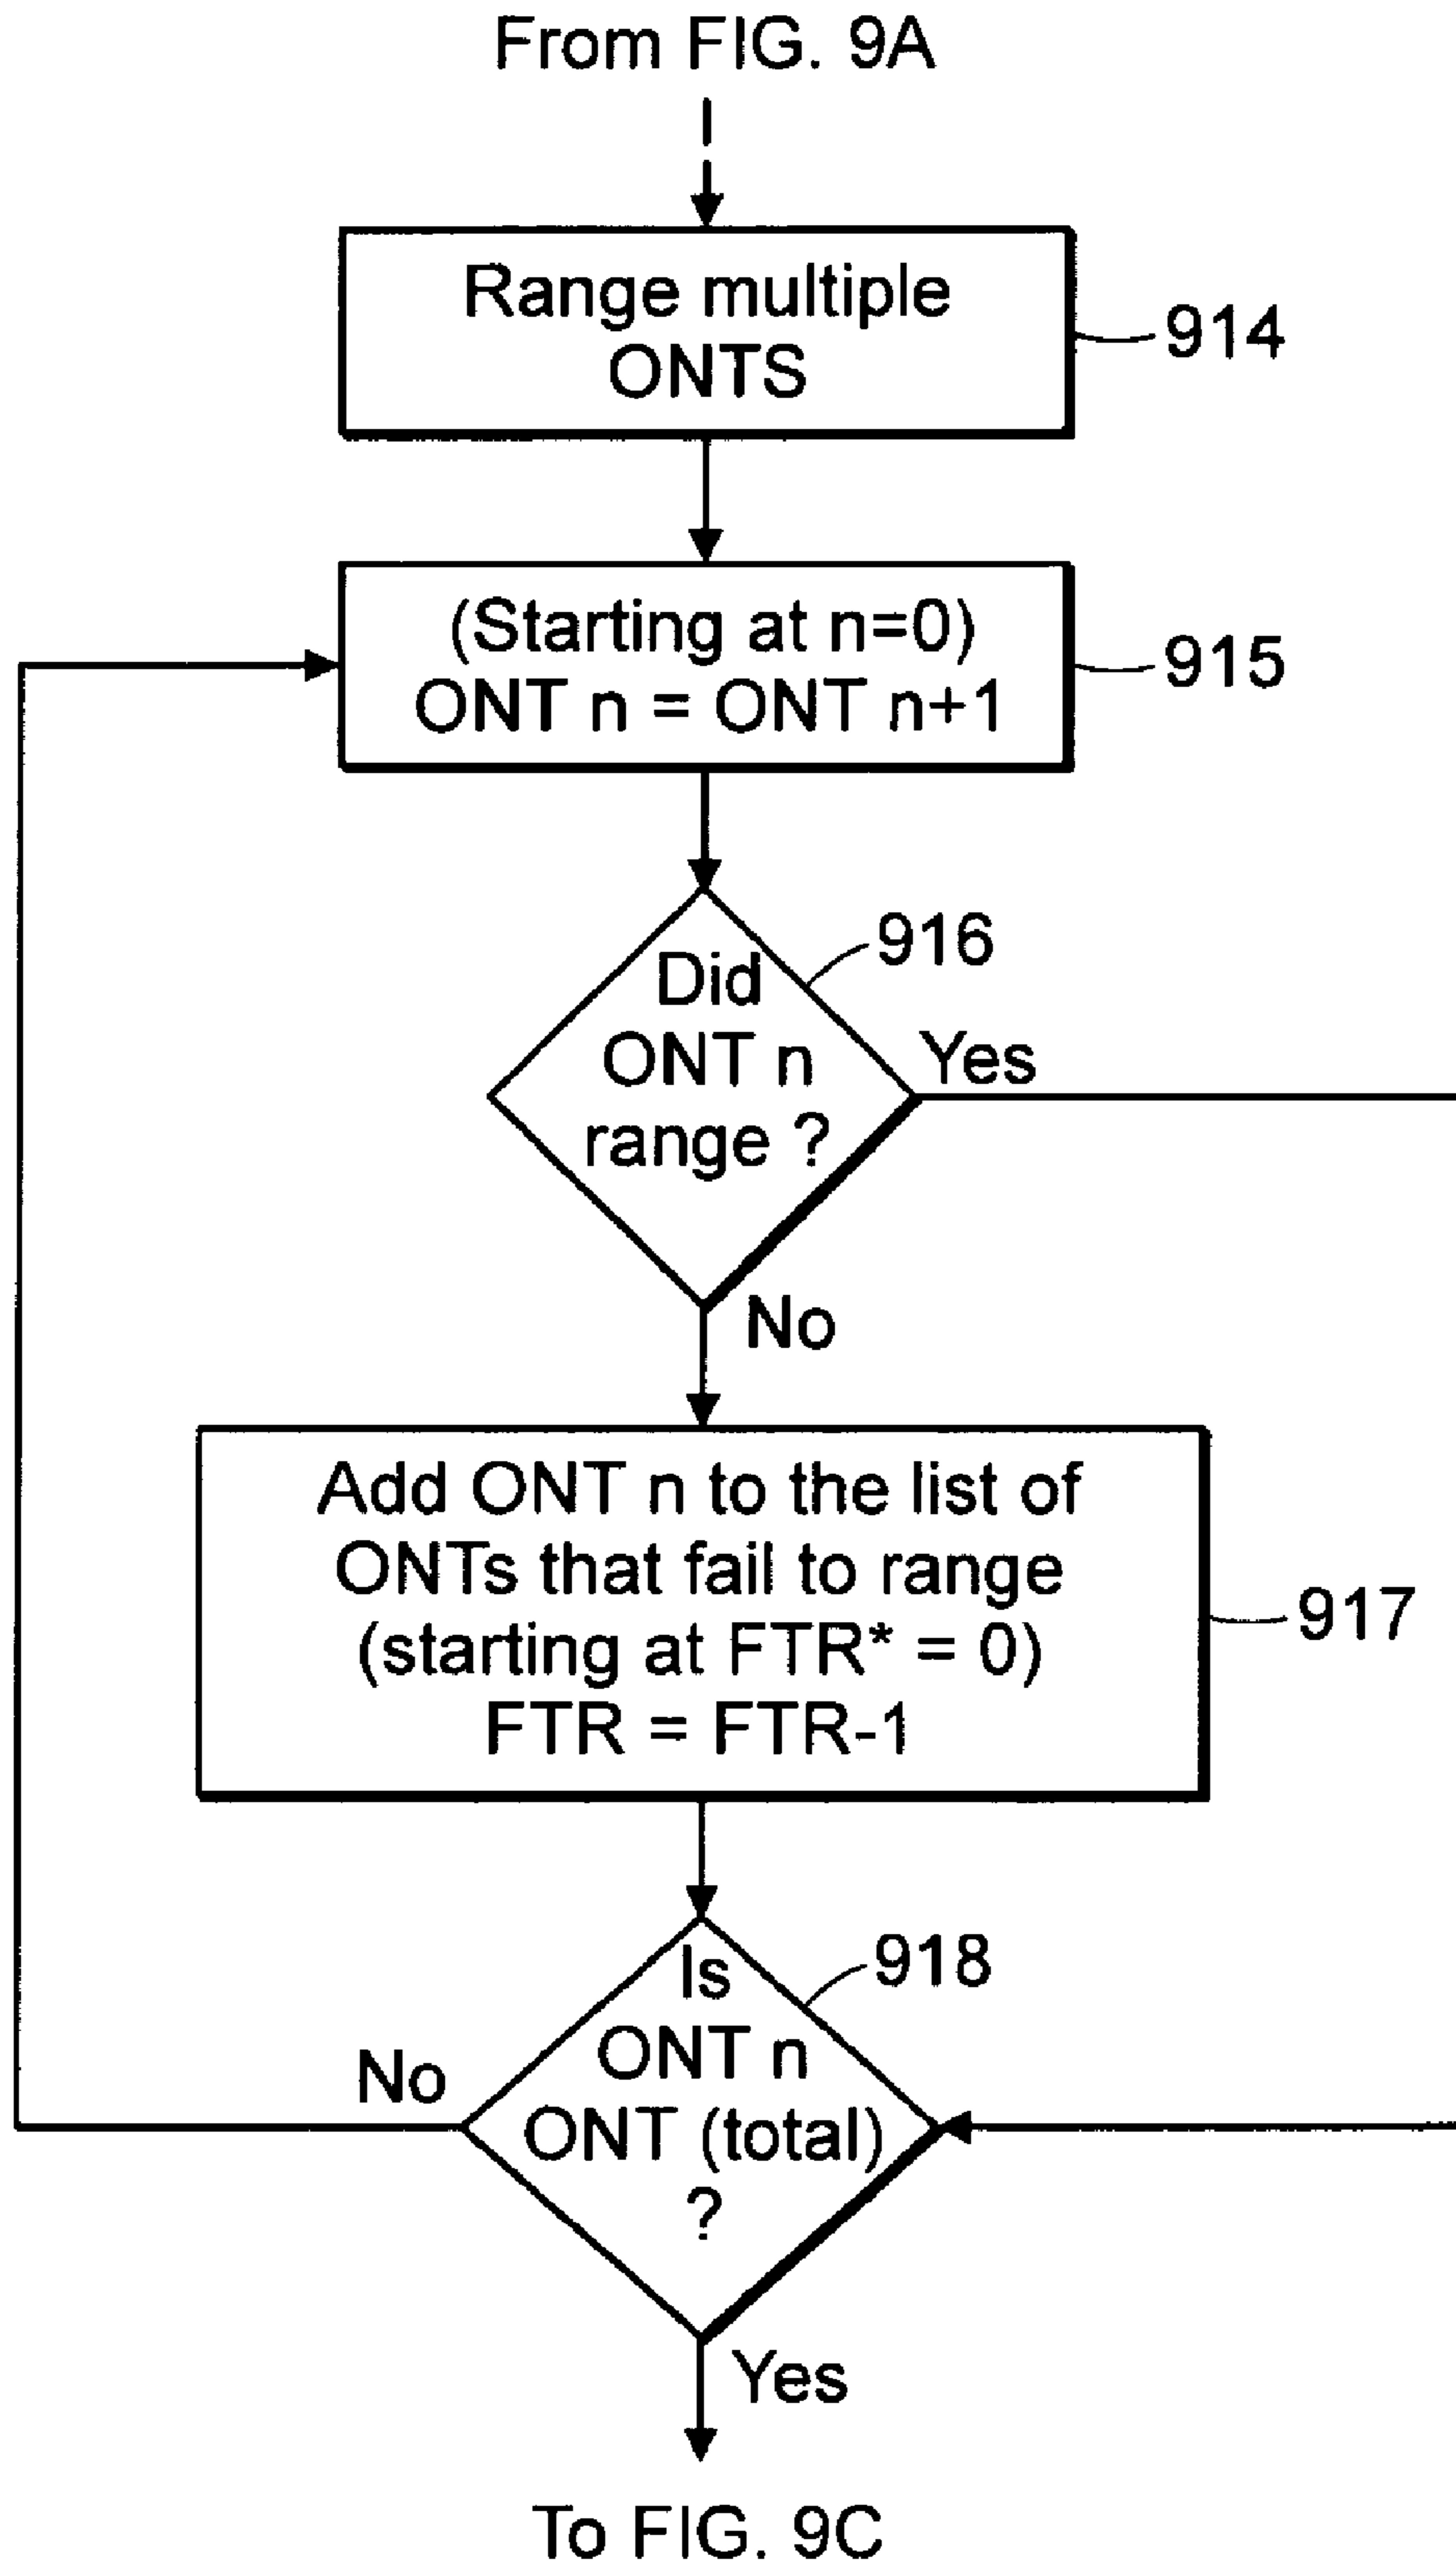 From FIG. 9A
Range multiple
ONTS
914
(Starting at n=0)
ONT n = ONT n+1
915
916
Did
ONT n
range ?
Yes
No
Add ONT n to the list of
ONTs that fail to range
(starting at FTR* = 0)
FTR = FTR-1
917
918
Is
ONT n
ONT (total)
?
No
Yes
To FIG. 9C